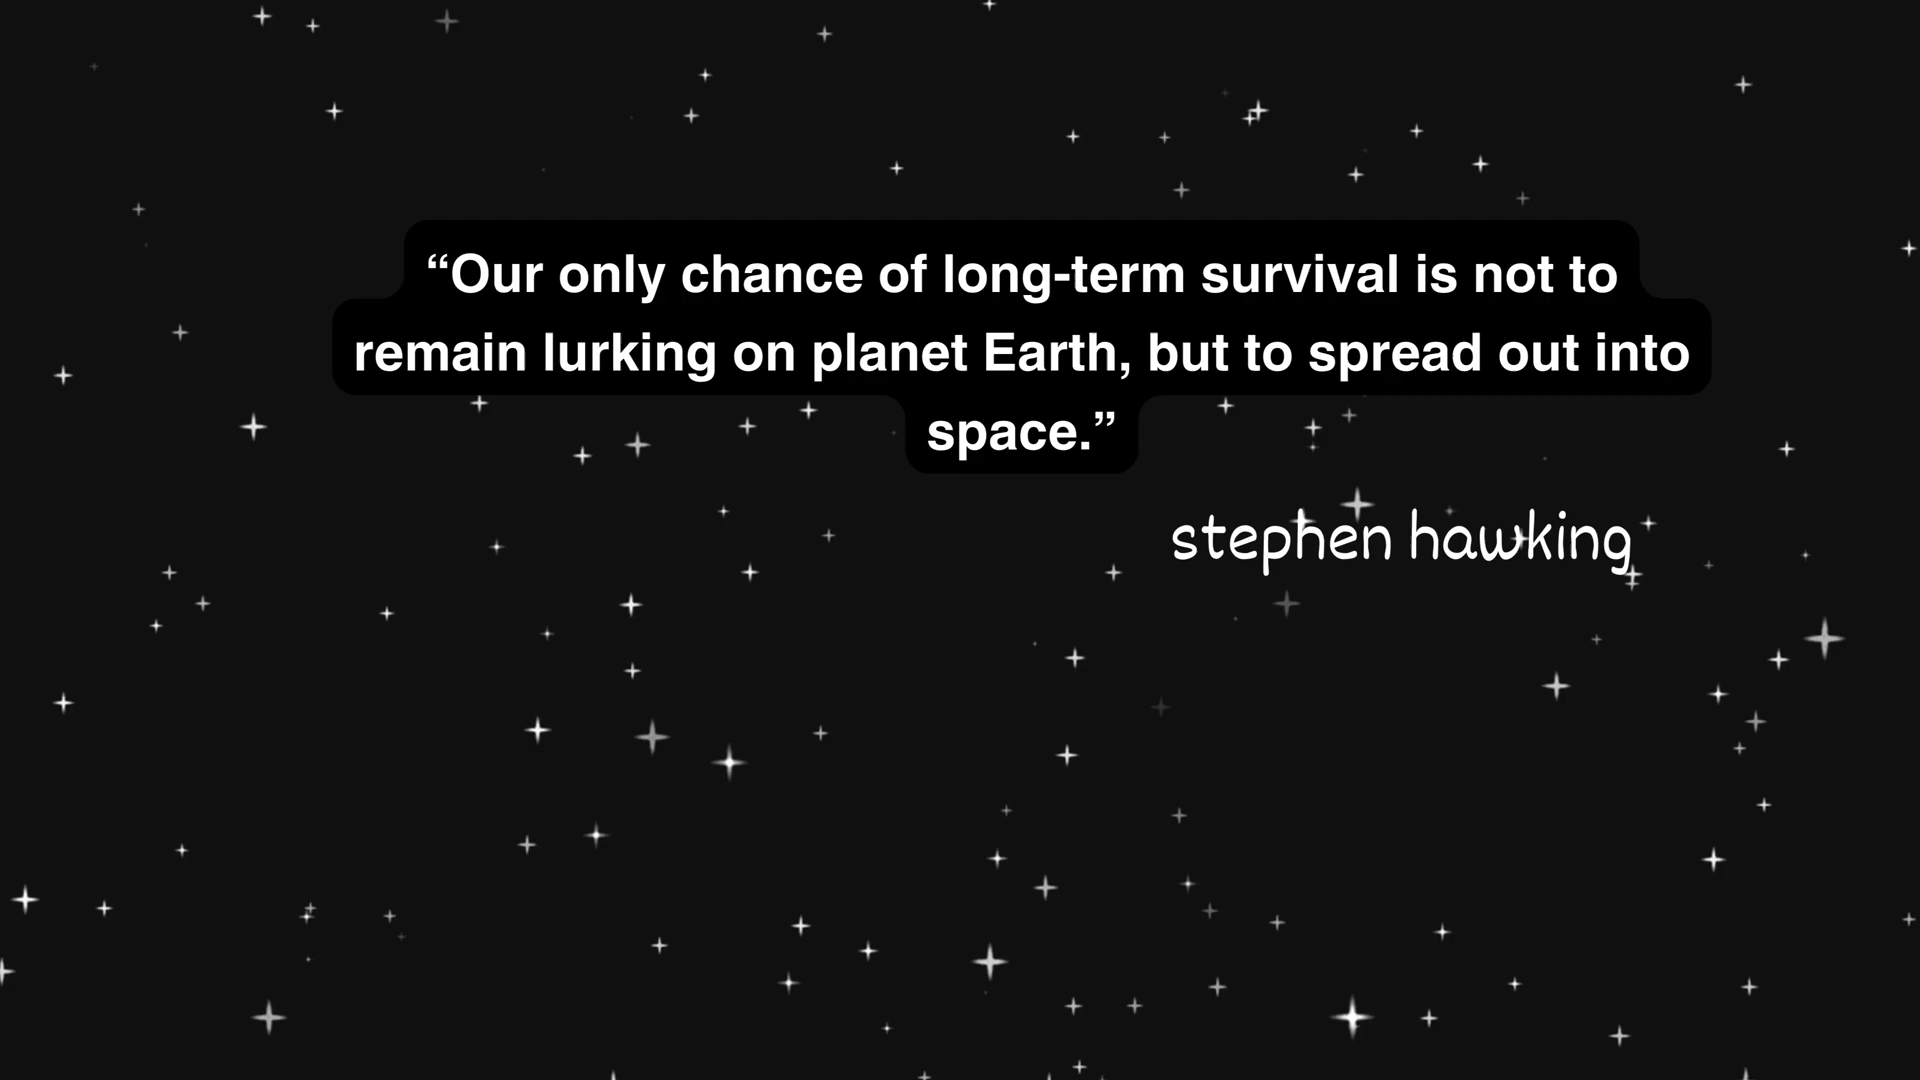 “Our only chance of long-term survival is not to
remain lurking on planet Earth, but to spread out into
space.”
stephen hawking